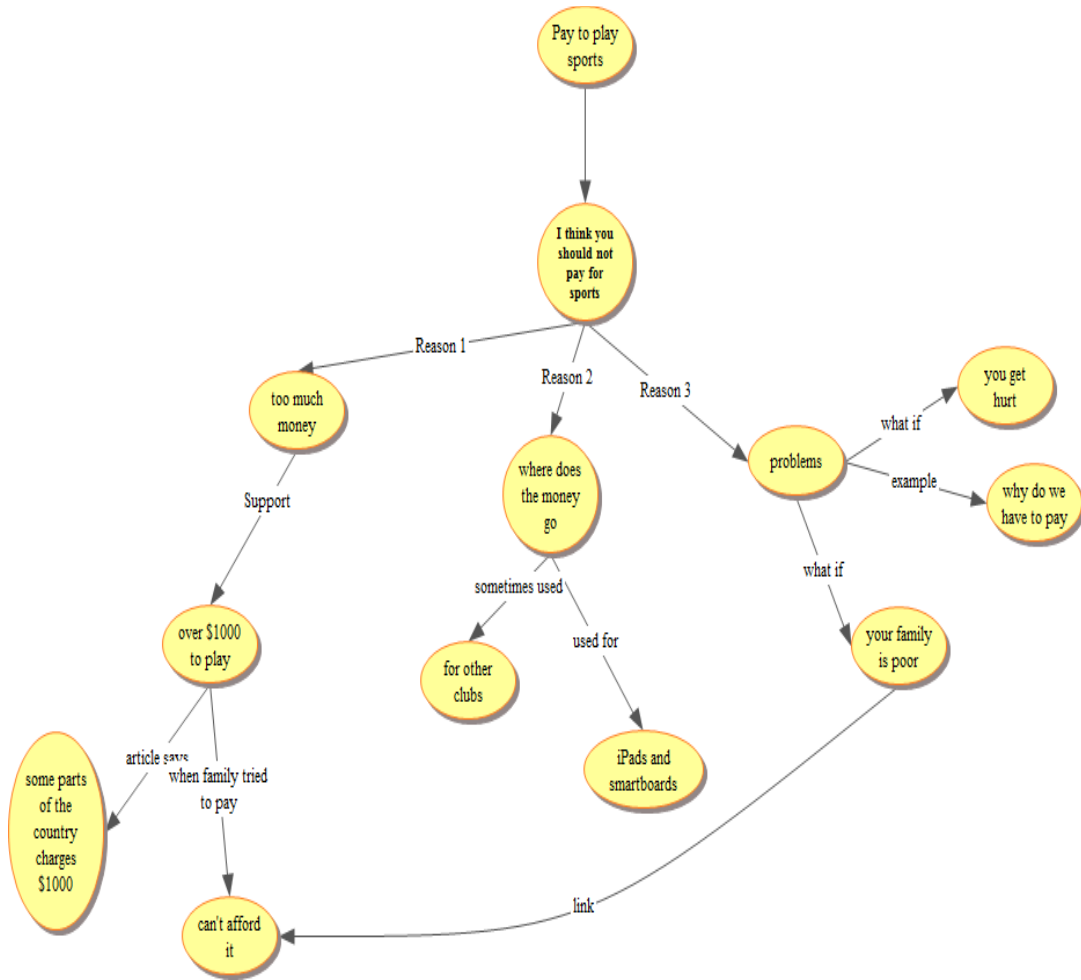 Pay to play
sports
I think you
should not
pay for
sports
Reason 1
Reason 2
Reason 3
too much
money
Support
over $1000
to play
article says
some parts
of the
country
charges
$1000
when family tried
to pay
can't afford
it
where does
the money
go
sometimes used
for other
clubs
used for
iPads and
smartboards
problems
what if
you get
hurt
example
why do we
have to pay
what if
your family
is poor
link